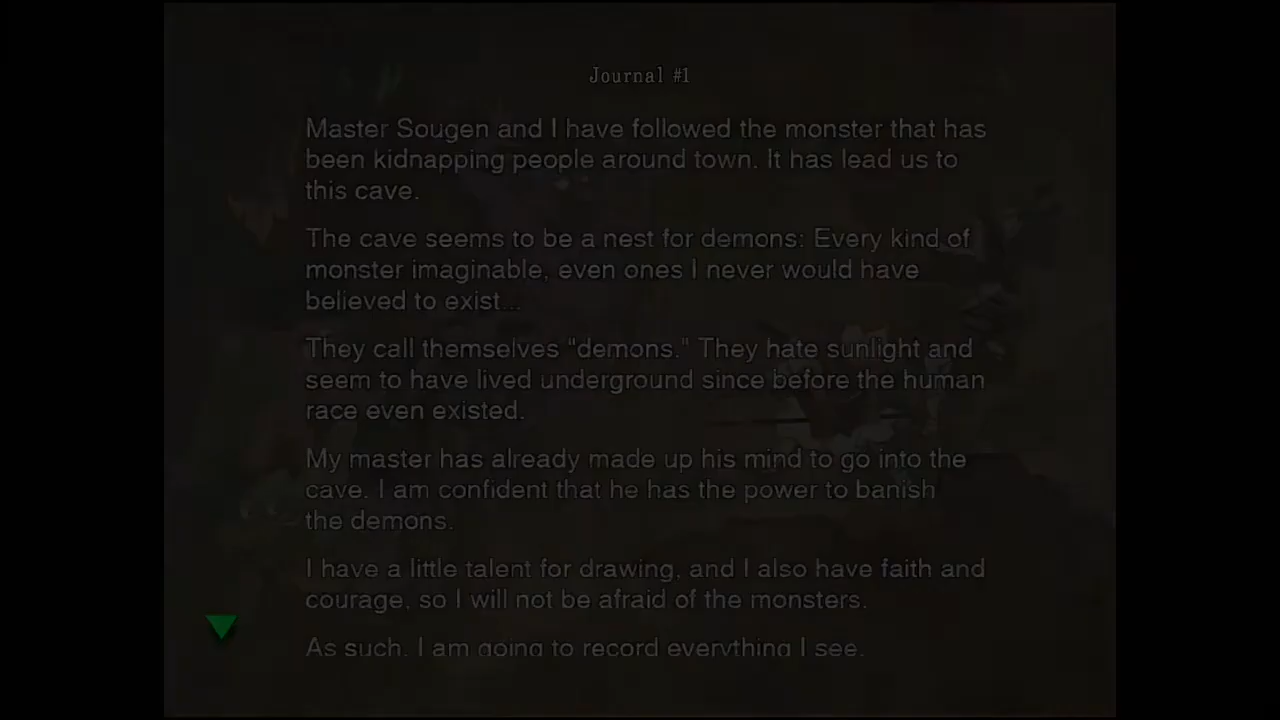 Journal #1
Master Sougen and I have followed the monster that has
been kidnapping people around town. It has lead us to
this cave.
The cave seems to be a nest for demons: Every kind of
monster imaginable, even ones I never would have
believed to exist...
They call themselves "demons." They hate sunlight and
seem to have lived underground since before the human
race even existed.
My master has already made up his mind to go into the
cave. I am confident that he has the power to banish
the demons.
I have a little talent for drawing, and I also have faith and
courage, so I will not be afraid of the monsters.
As such, I am going to record everything I see.